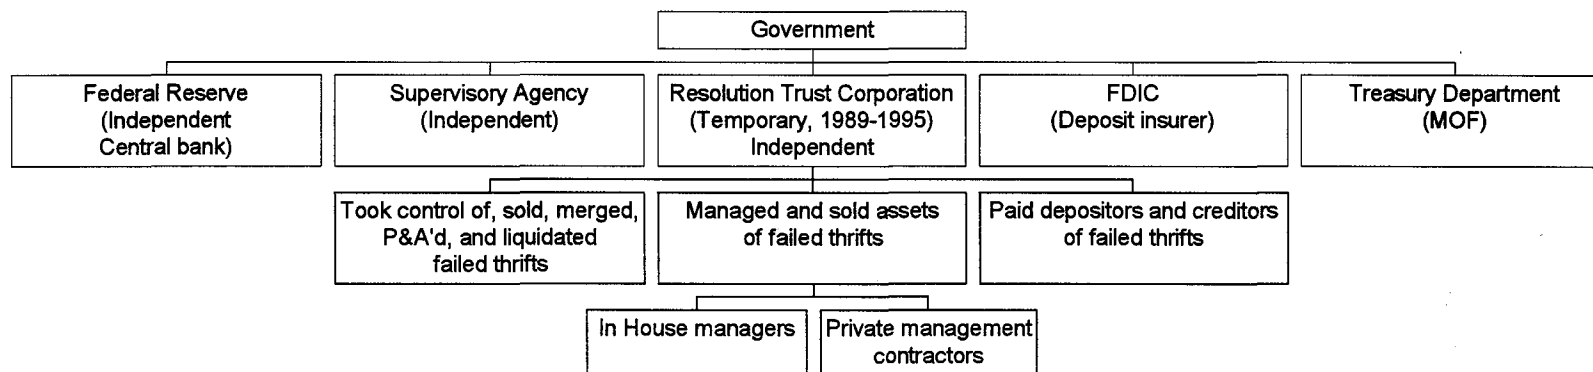 Government
Federal Reserve
(Independent
Central bank)
Supervisory Agency
(Independent)
Resolution Trust Corporation
(Temporary, 1989-1995)
Independent
FDIC
(Deposit insurer)
Treasury Department
(MOF)
Took control of, sold, merged,
P&A'd, and liquidated
failed thrifts
Managed and sold assets
of failed thrifts
Paid depositors and creditors
of failed thrifts
In House managers
Private management
contractors